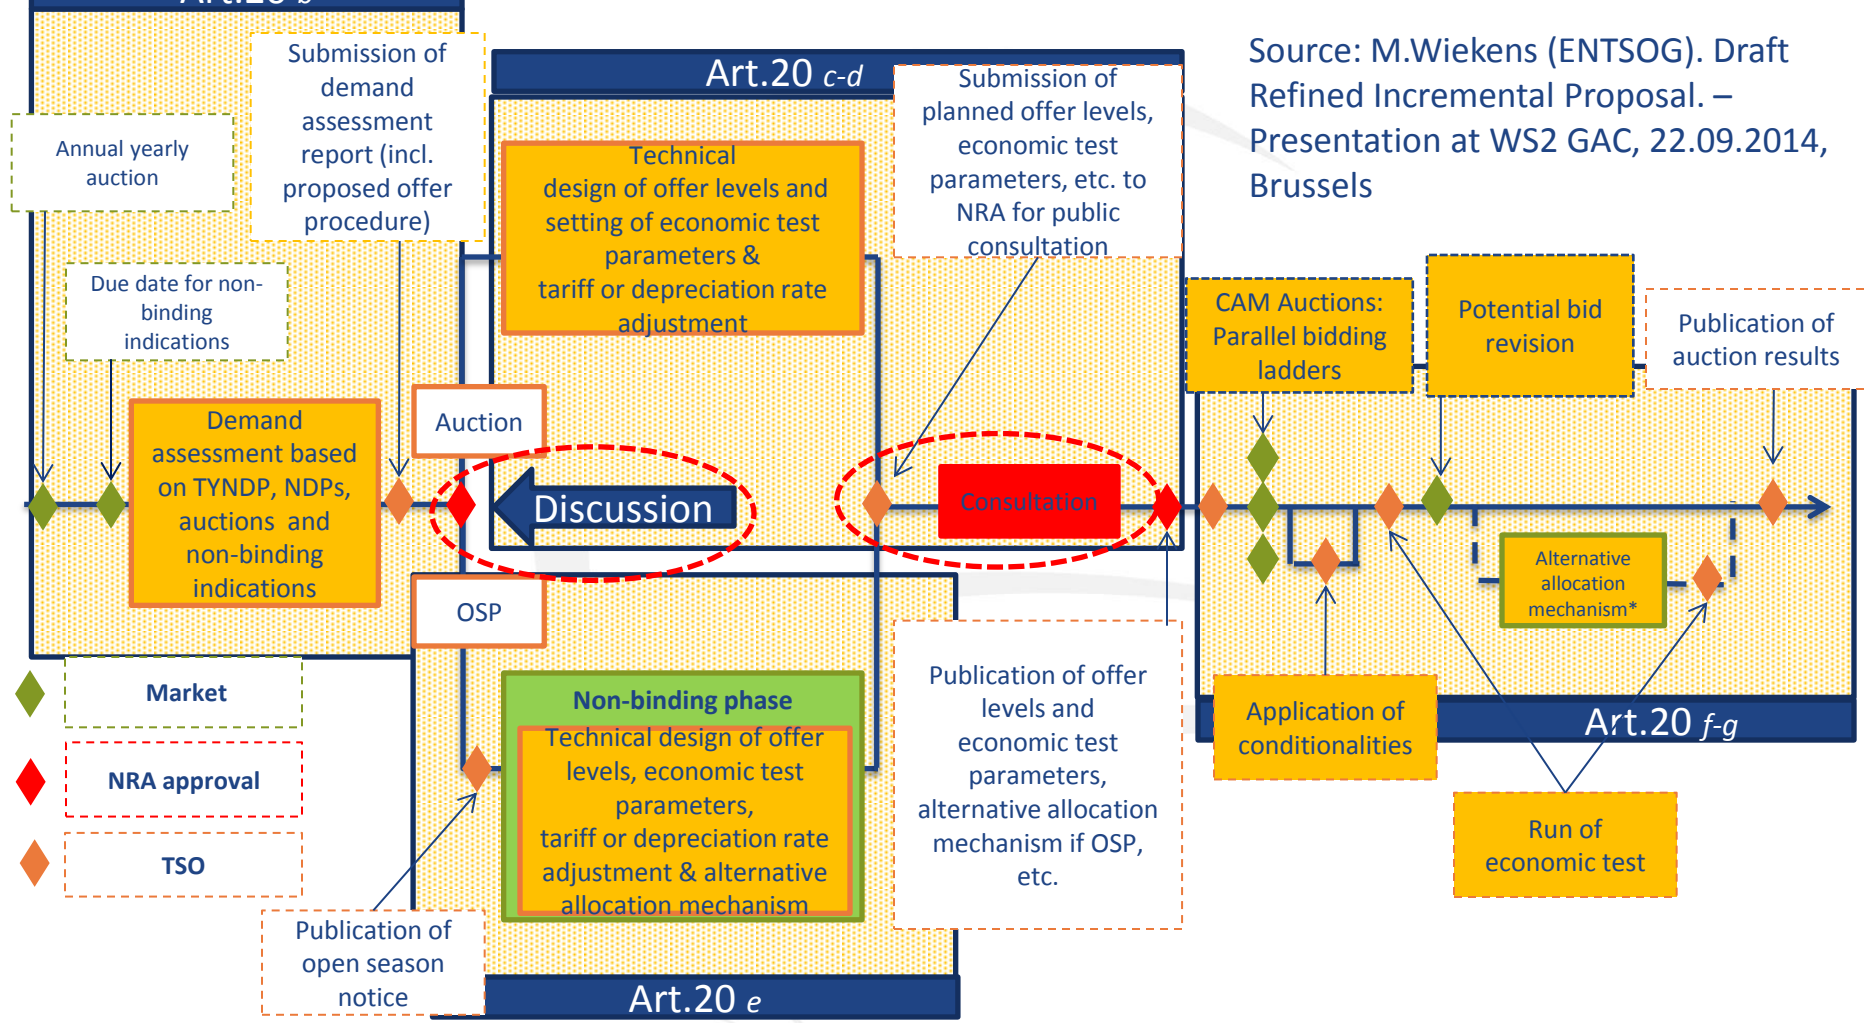 Art.20 b
Submission of
demand
assessment
report (incl.
proposed offer
procedure)
Annual yearly
auction
Due date for non-
binding
indications
Demand
assessment based
on TYNDP, NDPs,
auctions and
non-binding
indications
Auction
OSP
Art.20 c-d
Technical
design of offer levels and
setting of economic test
parameters &
tariff or depreciation rate
adjustment
Discussion
Submission of
planned offer levels,
economic test
parameters, etc. to
NRA for public
consultation
Consultation
Source: M.Wiekens (ENTSOG). Draft
Refined Incremental Proposal. –
Presentation at WS2 GAC, 22.09.2014,
Brussels
CAM Auctions:
Parallel bidding
ladders
Potential bid
revision
Publication of
auction results
Alternative
allocation
mechanism*
Application of
conditionalities
Art.20 f-g
Run of
economic test
Publication of offer
levels and
economic test
parameters,
alternative allocation
mechanism if OSP,
etc.
Non-binding phase
Technical design of offer
levels, economic test
parameters,
tariff or depreciation rate
adjustment & alternative
allocation mechanism
Publication of
open season
notice
Art.20 e
Market
NRA approval
TSO